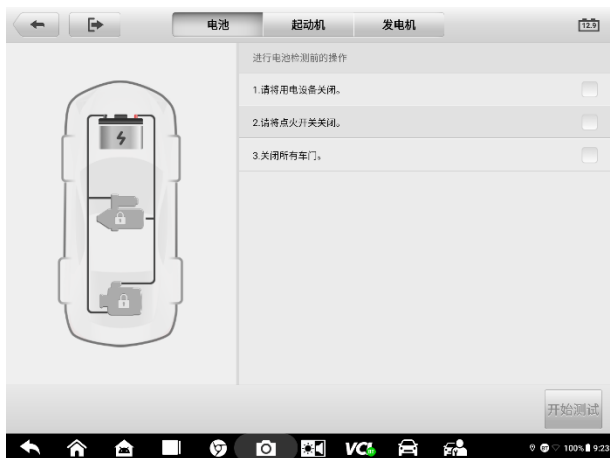 电池 起动机 发电机 12.9
进行电池检测前的操作
1.请将用电设备关闭。
2.请将点火开关关闭。
3.关闭所有车门。
开始测试
VCI 100% 9:23